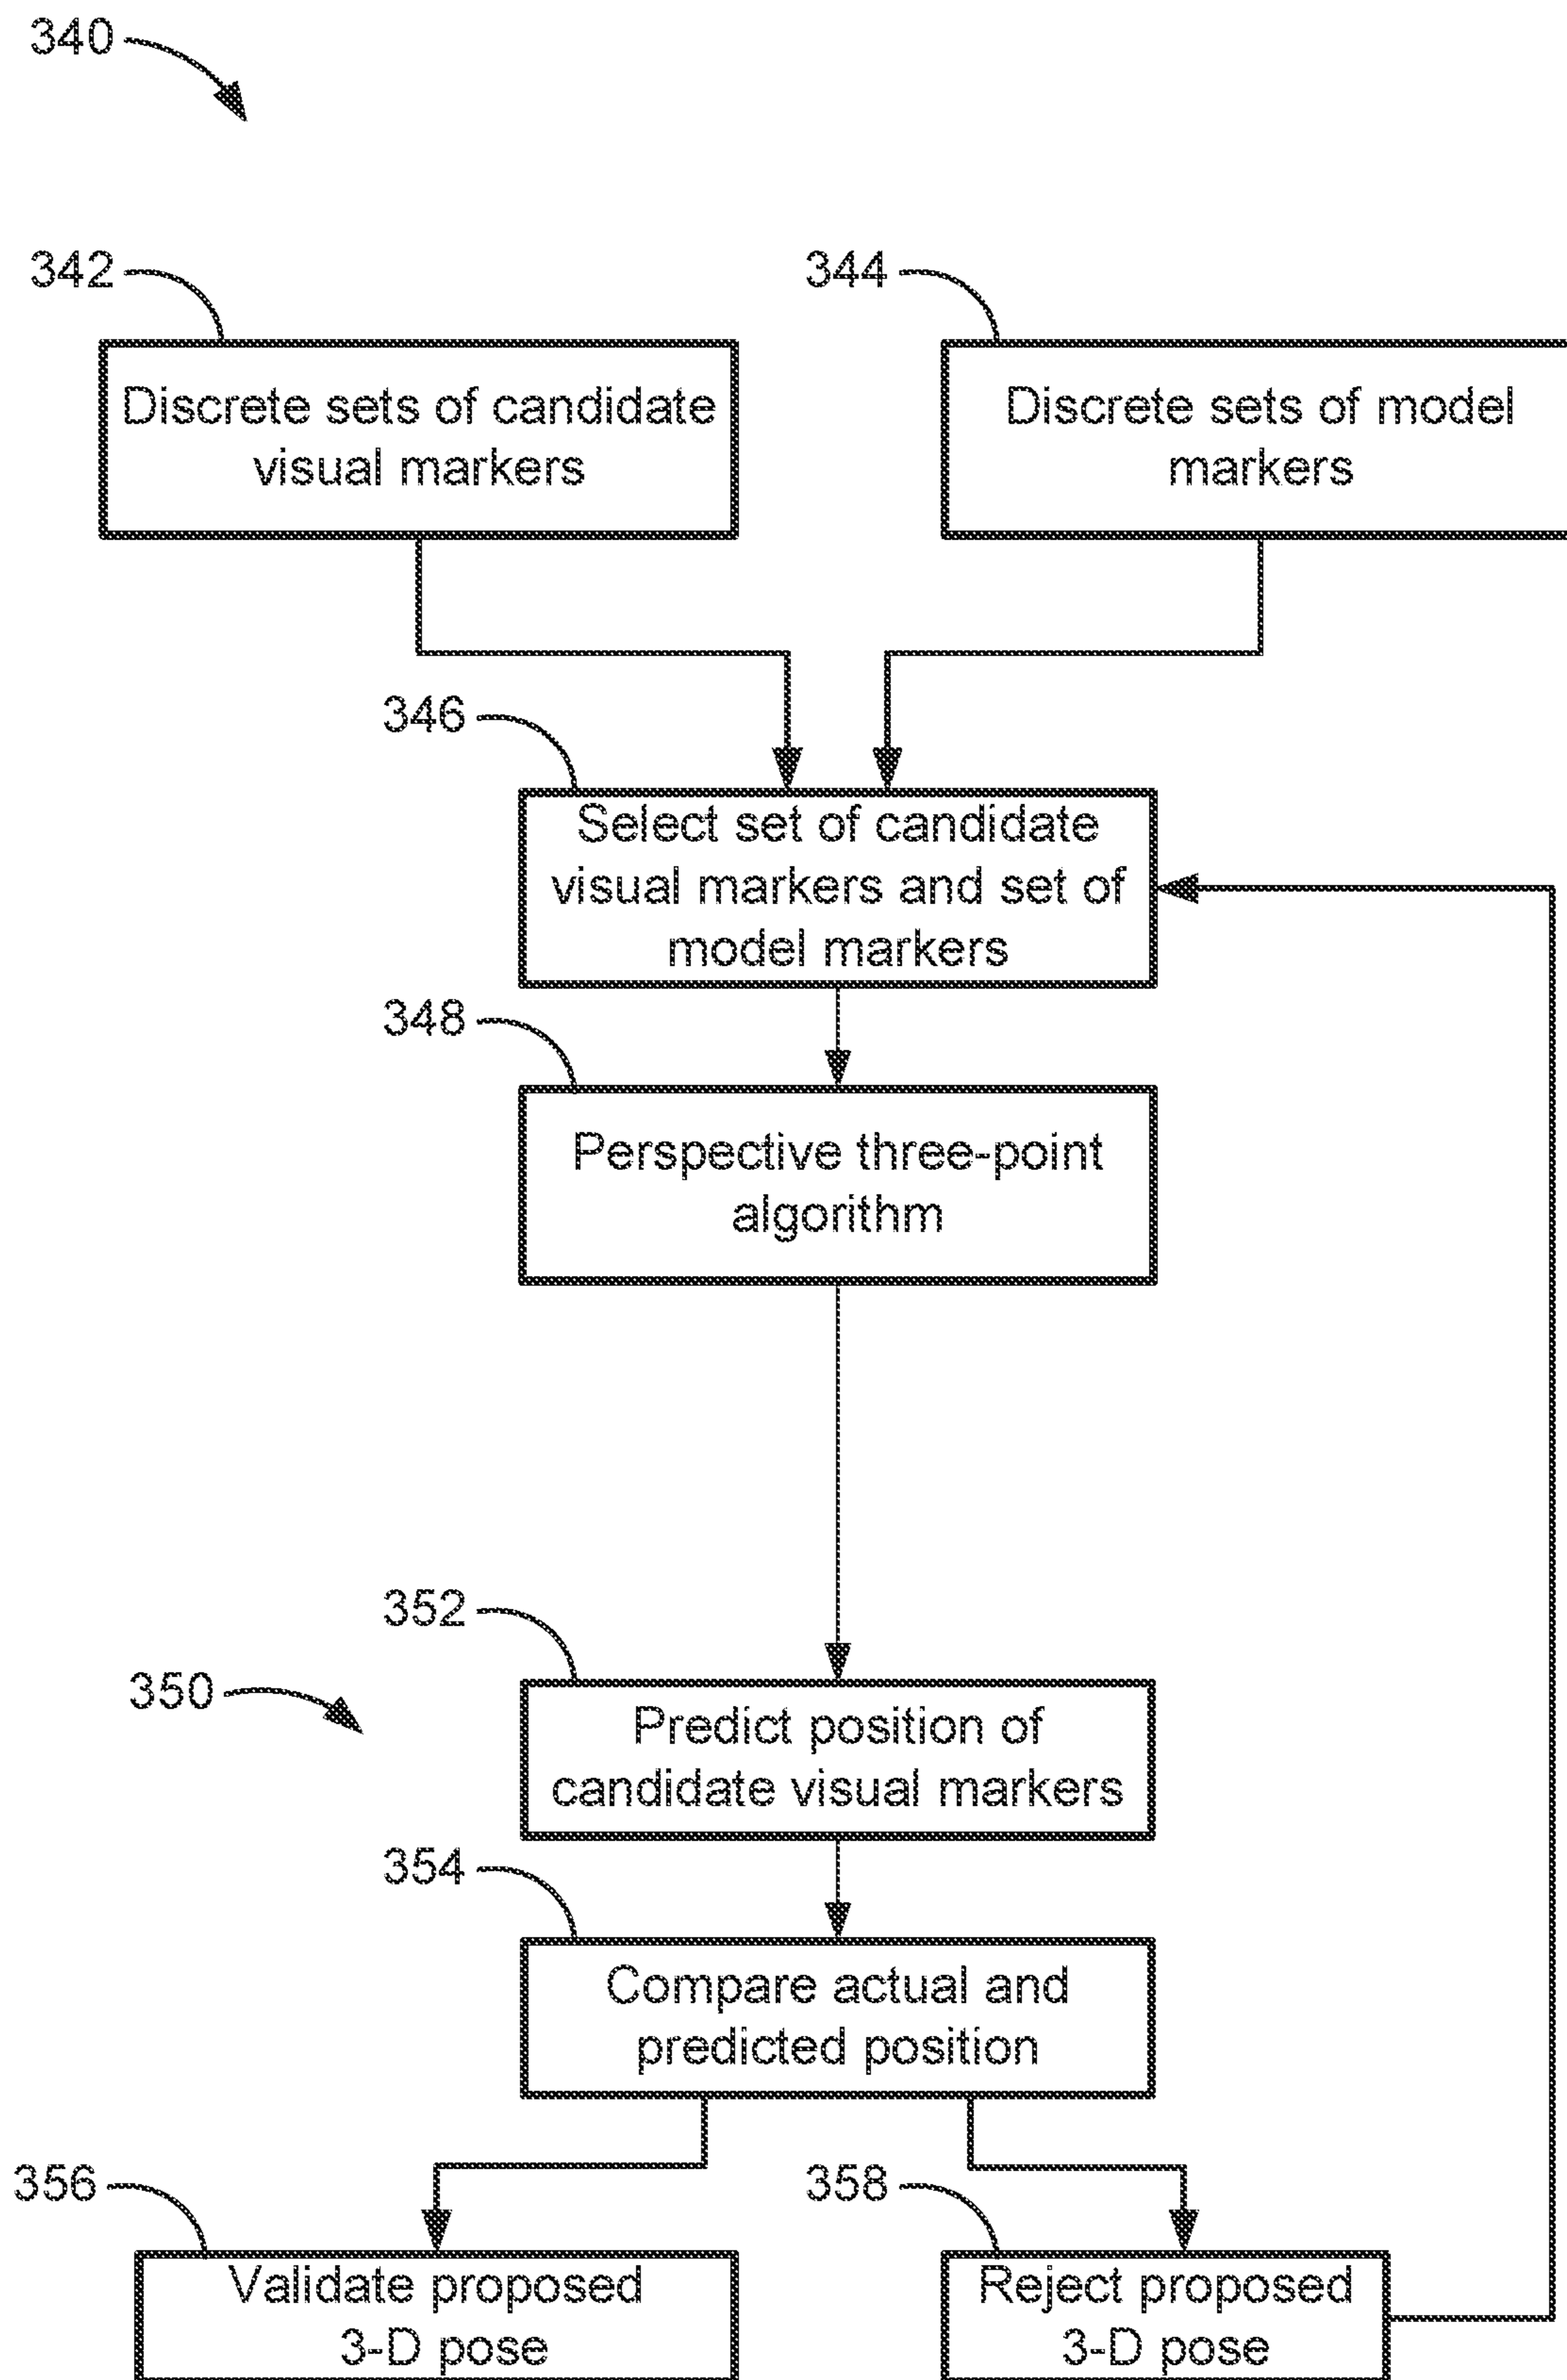 340
342
344
Discrete sets of candidate
visual markers
Discrete sets of model
markers
346
Select set of candidate
visual markers and set of
model markers
348
Perspective three-point
algorithm
352
350
Predict position of
candidate visual markers
354
Compare actual and
predicted position
356
358
Validate proposed
3-D pose
Reject proposed
3-D pose